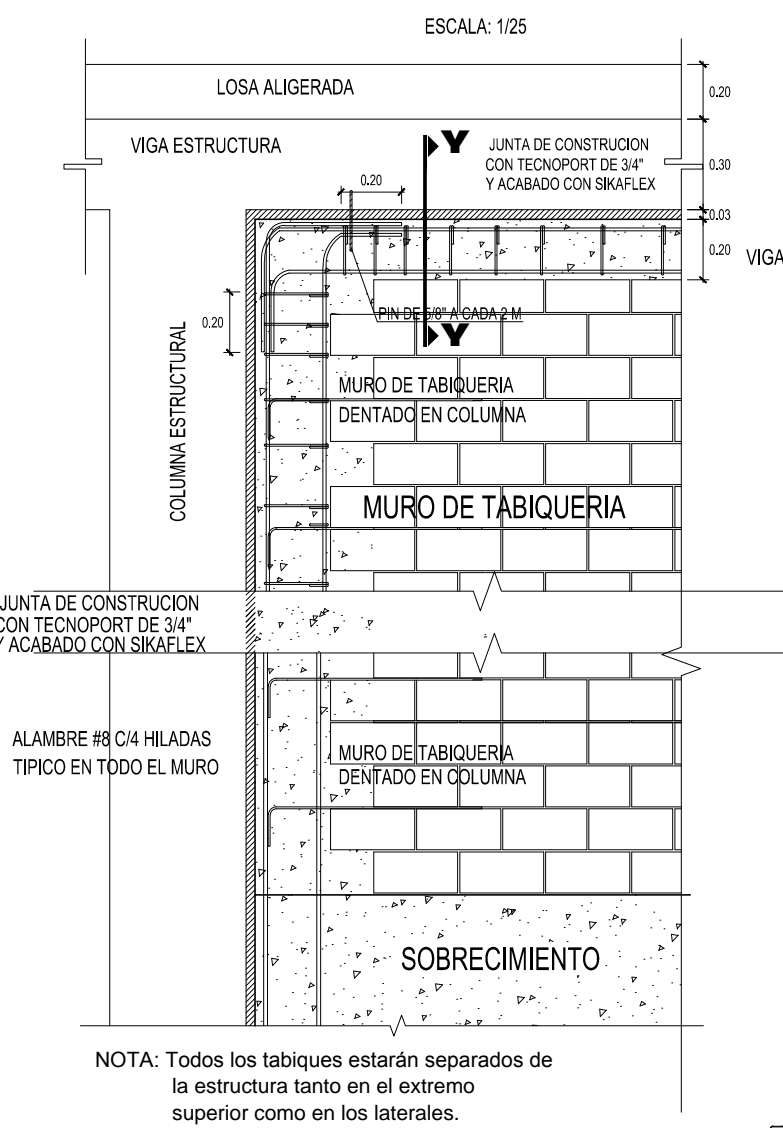 ESCALA: 1/25
LOSA ALIGERADA
0.20
VIGA ESTRUCTURA
Y
JUNTA DE CONSTRUCION
CON TECNOPORT DE 3/4"
Y ACABADO CON SIKAFLEX
0.30
0.20
0.03
0.20
VIGA
0.20
PIN DE 5/8" A CADA 2 M
Y
COLUMNA ESTRUCTURAL
MURO DE TABIQUERIA
DENTADO EN COLUMNA
MURO DE TABIQUERIA
JUNTA DE CONSTRUCION
CON TECNOPORT DE 3/4"
Y ACABADO CON SIKAFLEX
ALAMBRE #8 C/4 HILADAS
TIPICO EN TODO EL MURO
MURO DE TABIQUERIA
DENTADO EN COLUMNA
SOBRECIMIENTO
NOTA: Todos los tabiques estarán separados de
la estructura tanto en el extremo
superior como en los laterales.